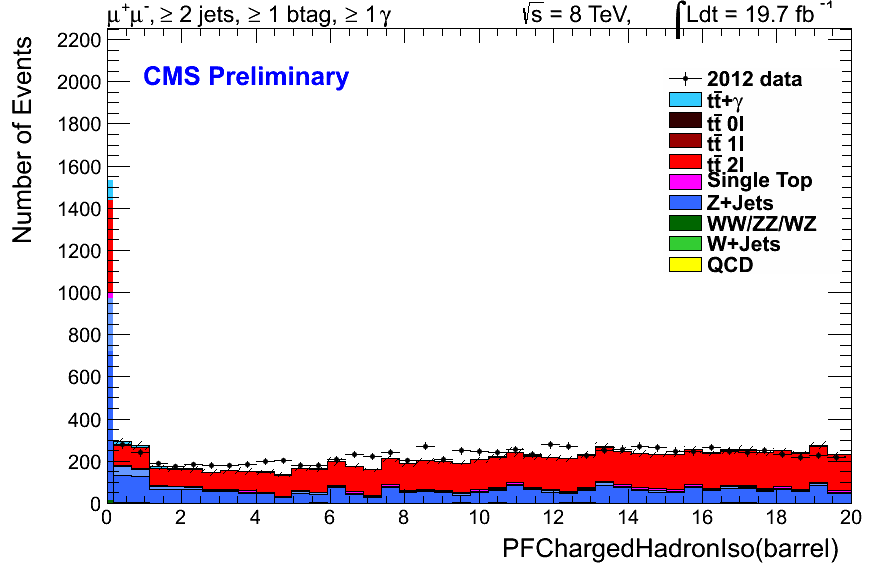 μ⁺μ⁻, ≥ 2 jets, ≥ 1 btag, ≥ 1 γ √s = 8 TeV, ∫Ldt = 19.7 fb⁻¹
Number of Events
CMS Preliminary
2200
2000
1800
1600
1400
1200
1000
800
600
400
200
0
2012 data
tt̄+γ
tt̄ 0l
tt̄ 1l
tt̄ 2l
Single Top
Z+Jets
WW/ZZ/WZ
W+Jets
QCD
0 2 4 6 8 10 12 14 16 18 20
PFChargedHadronIso(barrel)